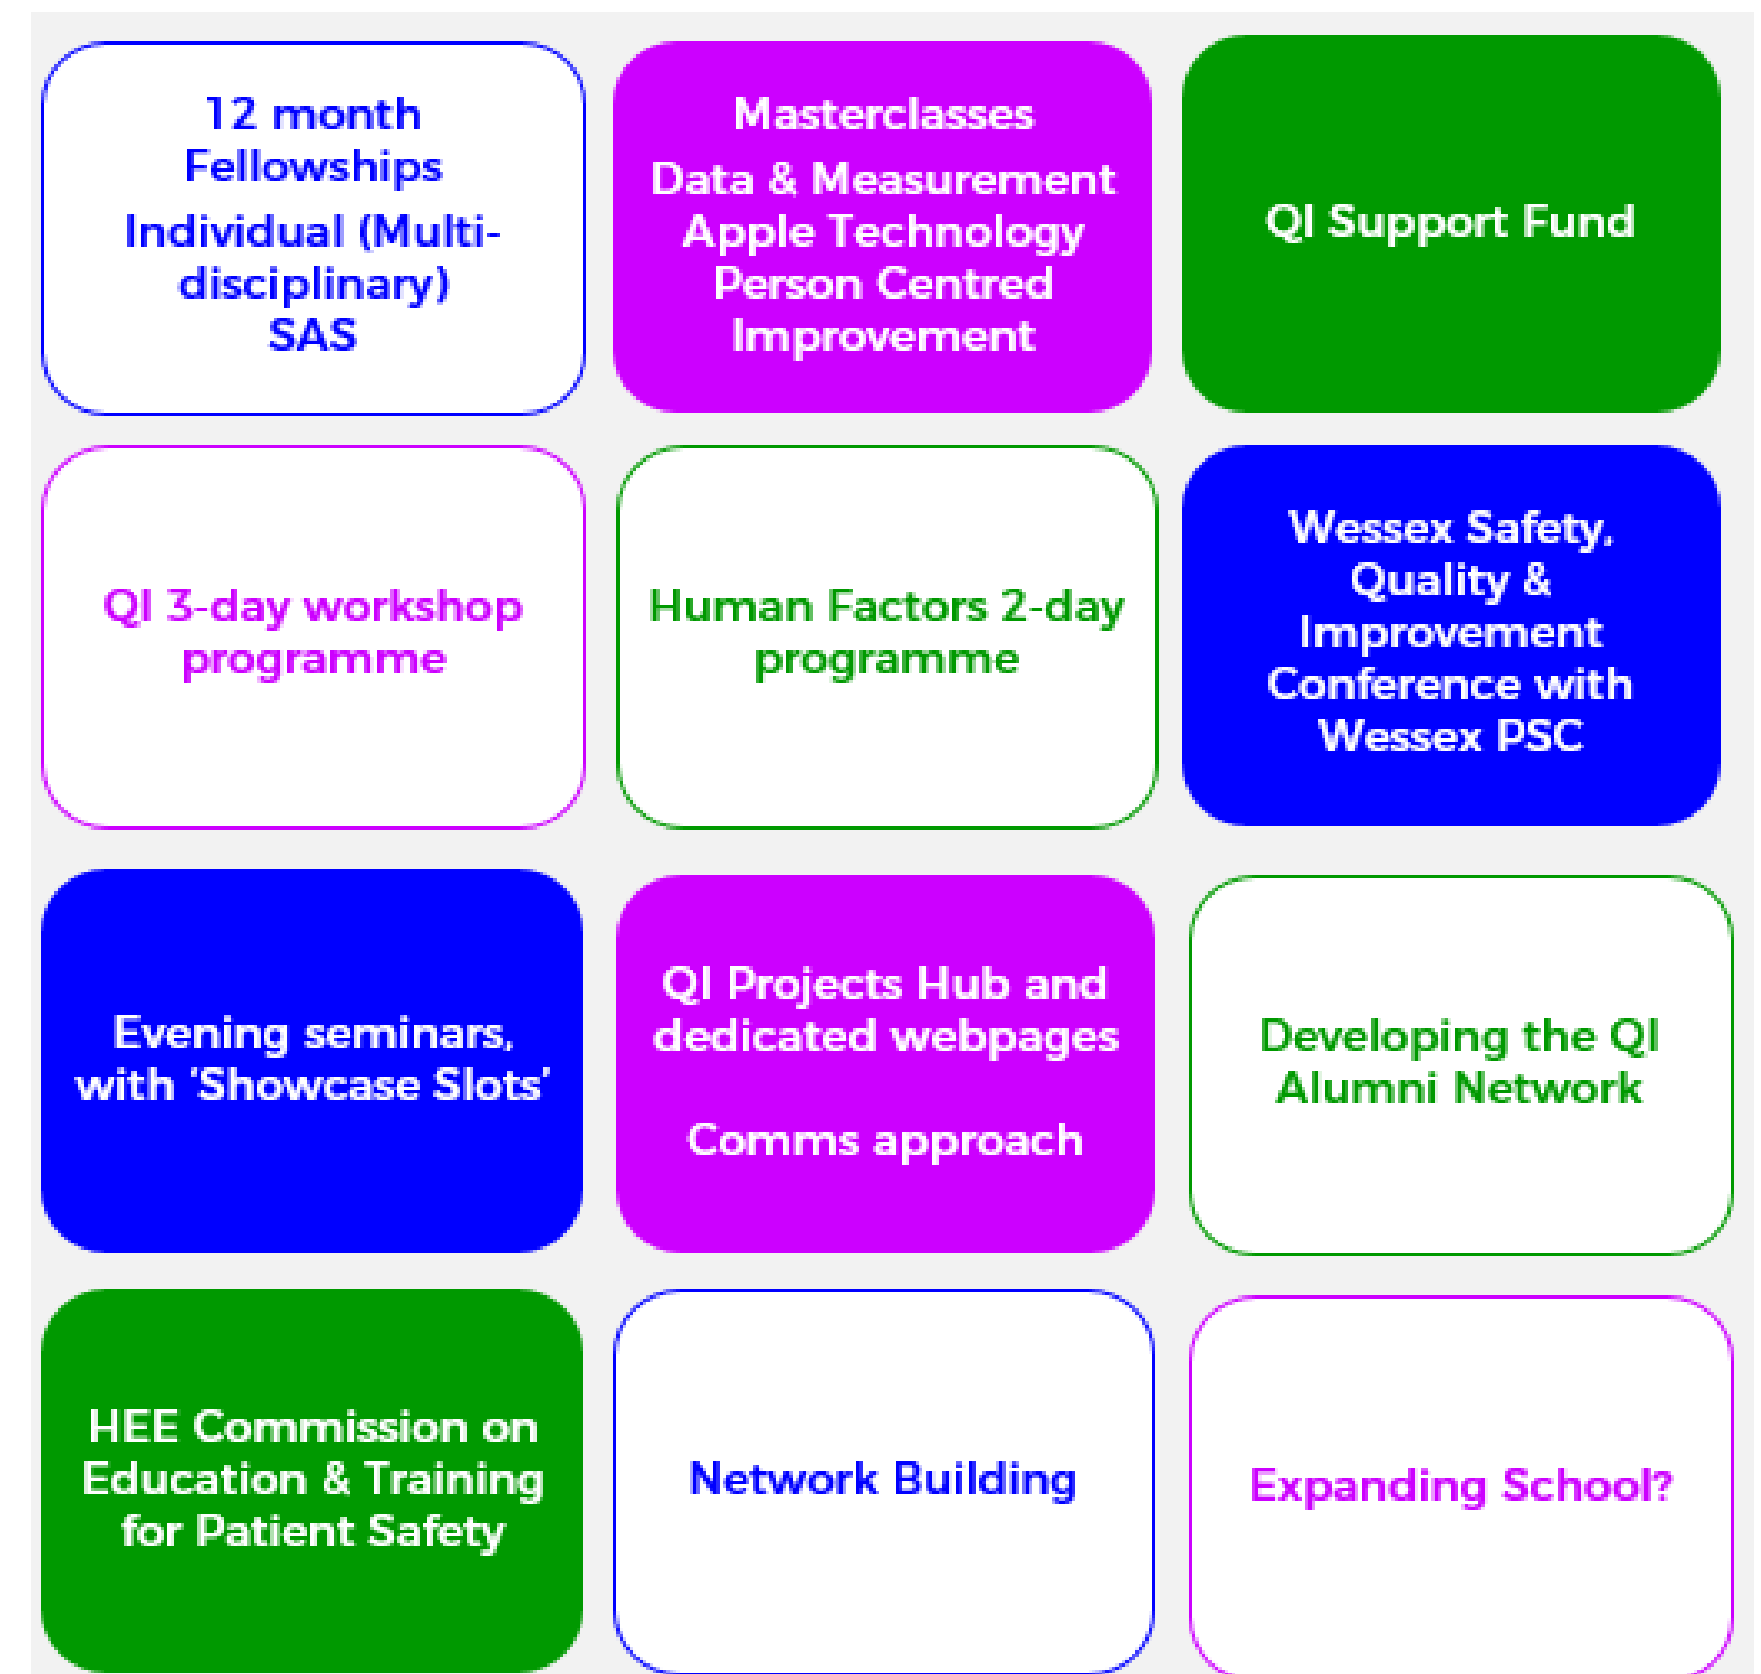 12 month
Fellowships
Individual (Multi-
disciplinary)
SAS
Masterclasses
Data & Measurement
Apple Technology
Person Centred
Improvement
QI Support Fund
QI 3-day workshop
programme
Human Factors 2-day
programme
Wessex Safety,
Quality &
Improvement
Conference with
Wessex PSC
Evening seminars,
with ‘Showcase Slots’
QI Projects Hub and
dedicated webpages
Comms approach
Developing the QI
Alumni Network
HEE Commission on
Education & Training
for Patient Safety
Network Building
Expanding School?